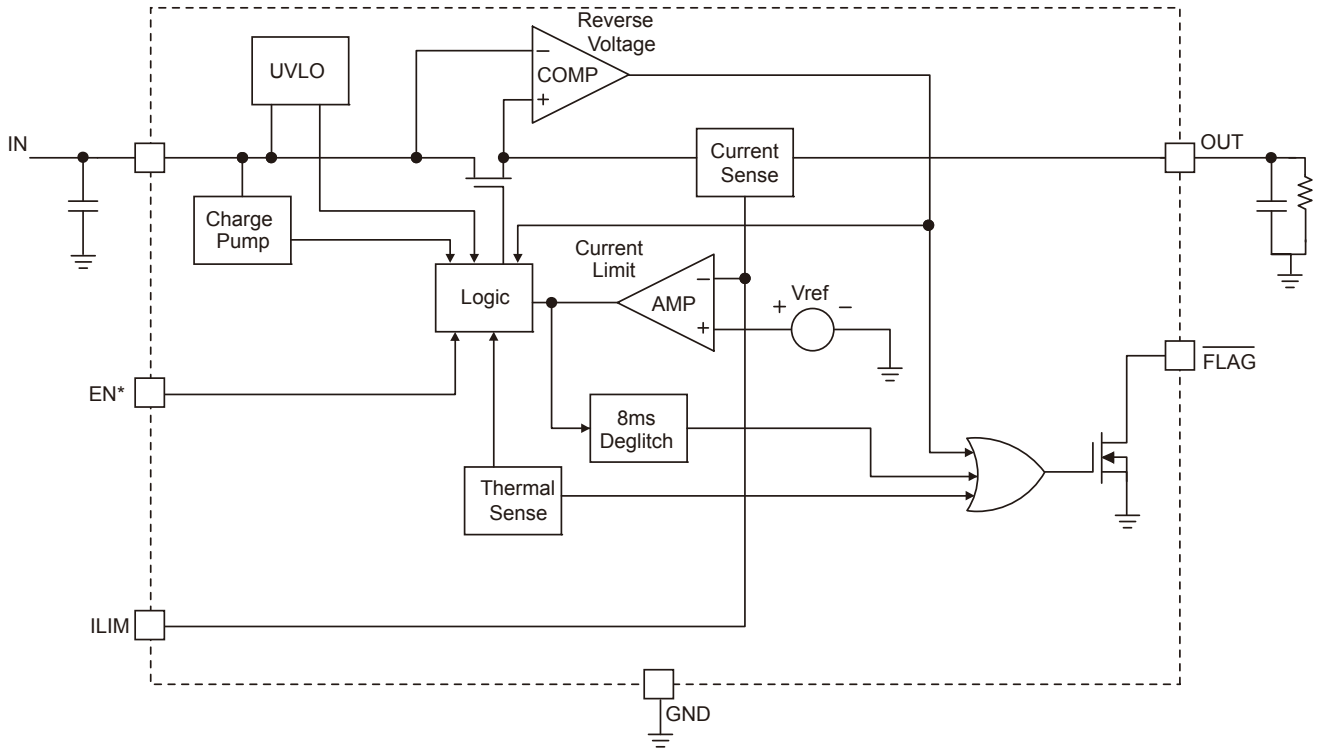 Reverse
Voltage
UVLO
−
COMP
+
IN
OUT
Current
Sense
Charge
Pump
Current
Limit
Logic
−
AMP
+
+ Vref −
FLAG
EN*
8ms
Deglitch
Thermal
Sense
ILIM
GND